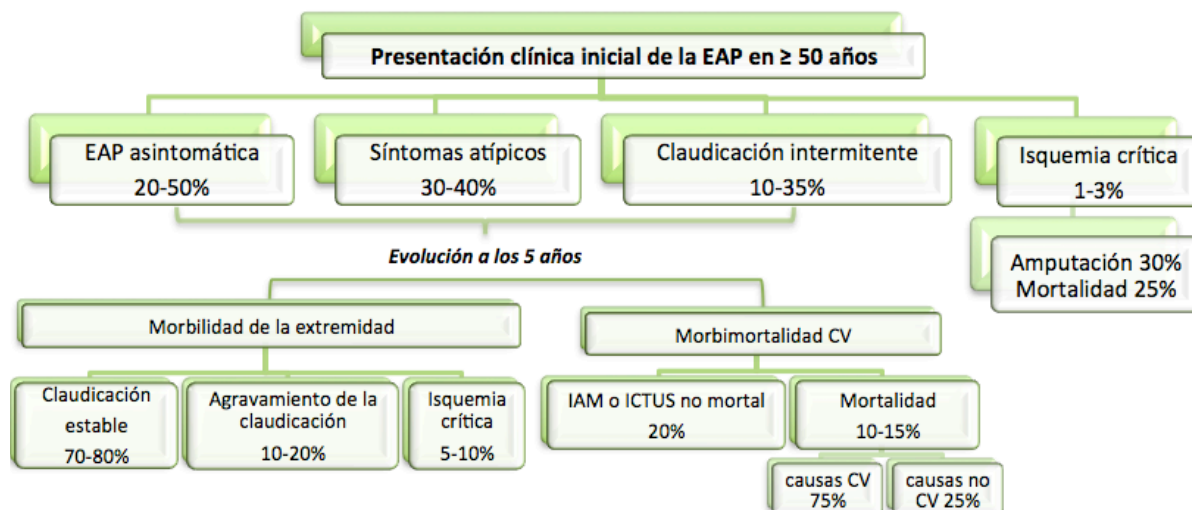 Presentación clínica inicial de la EAP en ≥ 50 años
EAP asintomática
20-50%
Síntomas atípicos
30-40%
Claudicación intermitente
10-35%
Isquemia crítica
1-3%
Amputación 30%
Mortalidad 25%
Evolución a los 5 años
Morbilidad de la extremidad
Morbimortalidad CV
Claudicación
estable
70-80%
Agravamiento de la
claudicación
10-20%
Isquemia
crítica
5-10%
IAM o ICTUS no mortal
20%
Mortalidad
10-15%
causas CV
75%
causas no
CV 25%